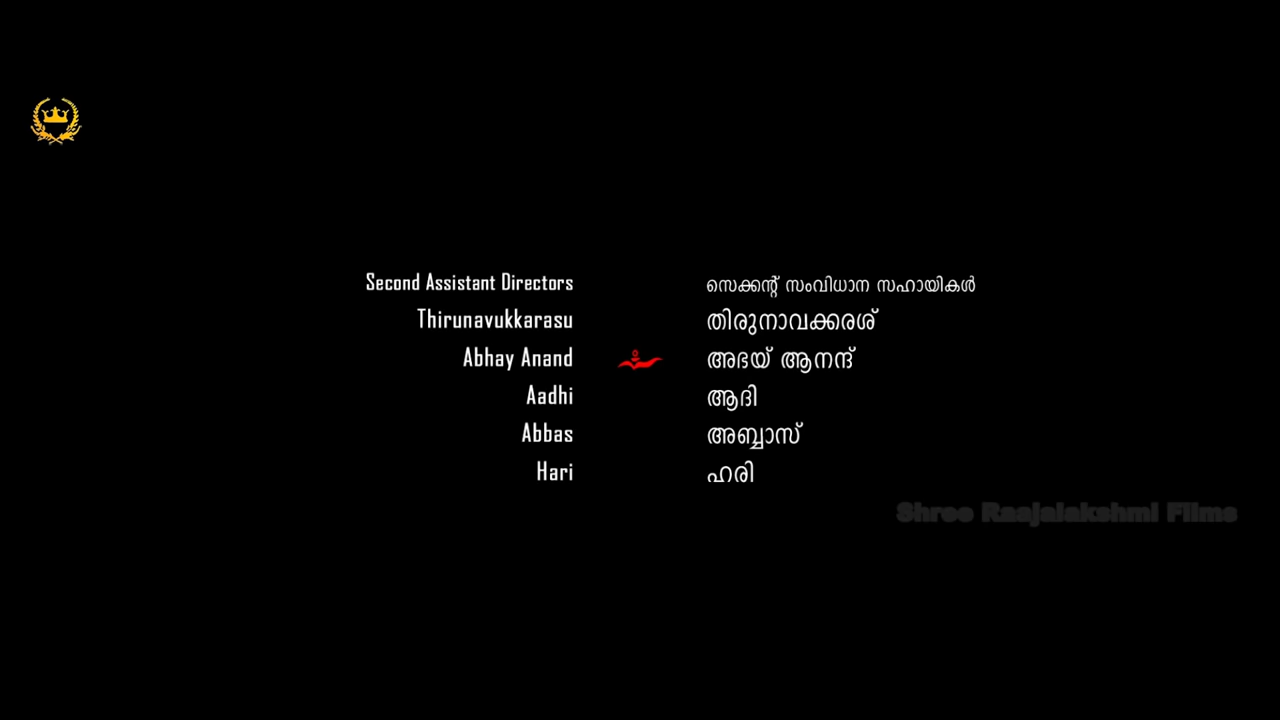 Second Assistant Directors സെക്കന്റ് സംവിധാന സഹായികൾ
Thirunavukkarasu തിരുനാവക്കരശ്
Abhay Anand അഭയ് ആനന്ദ്
Aadhi ആദി
Abbas അബ്ബാസ്
Hari ഹരി
Shree Raajalakshmi Films